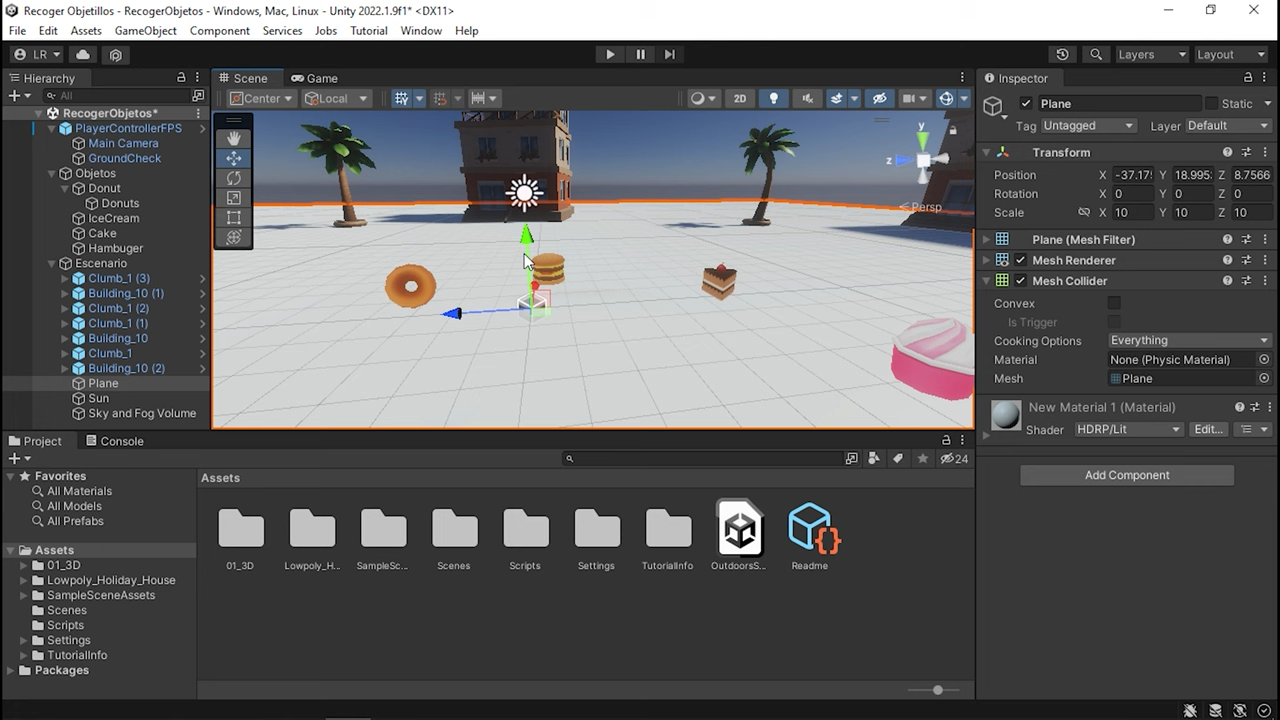 Recoger Objetillos - RecogerObjetos - Windows, Mac, Linux - Unity 2022.1.9f1* <DX11>
File Edit Assets GameObject Component Services Jobs Tutorial Window Help
LR Layers Layout
Hierarchy Scene Game Inspector
All Center Local 2D Plane Static
RecogerObjetos* Tag Untagged Layer Default
PlayerControllerFPS
Main Camera
GroundCheck
Objetos
Donut
Donuts
IceCream
Cake
Hambuger
Escenario
Clumb_1 (3)
Building_10 (1)
Clumb_1 (2)
Clumb_1 (1)
Building_10
Clumb_1
Building_10 (2)
Plane
Sun
Sky and Fog Volume
y
z
Persp
Transform
Position X -37.17 Y 18.995 Z 8.7566
Rotation X 0 Y 0 Z 0
Scale X 10 Y 10 Z 10
Plane (Mesh Filter)
Mesh Renderer
Mesh Collider
Convex
Is Trigger
Cooking Options Everything
Material None (Physic Material)
Mesh Plane
New Material 1 (Material)
Shader HDRP/Lit Edit...
Add Component
Project Console
24
Favorites
All Materials
All Models
All Prefabs
Assets
01_3D
Lowpoly_Holiday_House
SampleSceneAssets
Scenes
Scripts
Settings
TutorialInfo
Packages
Assets
01_3D Lowpoly_H... SampleSc... Scenes Scripts Settings TutorialInfo OutdoorsS... Readme